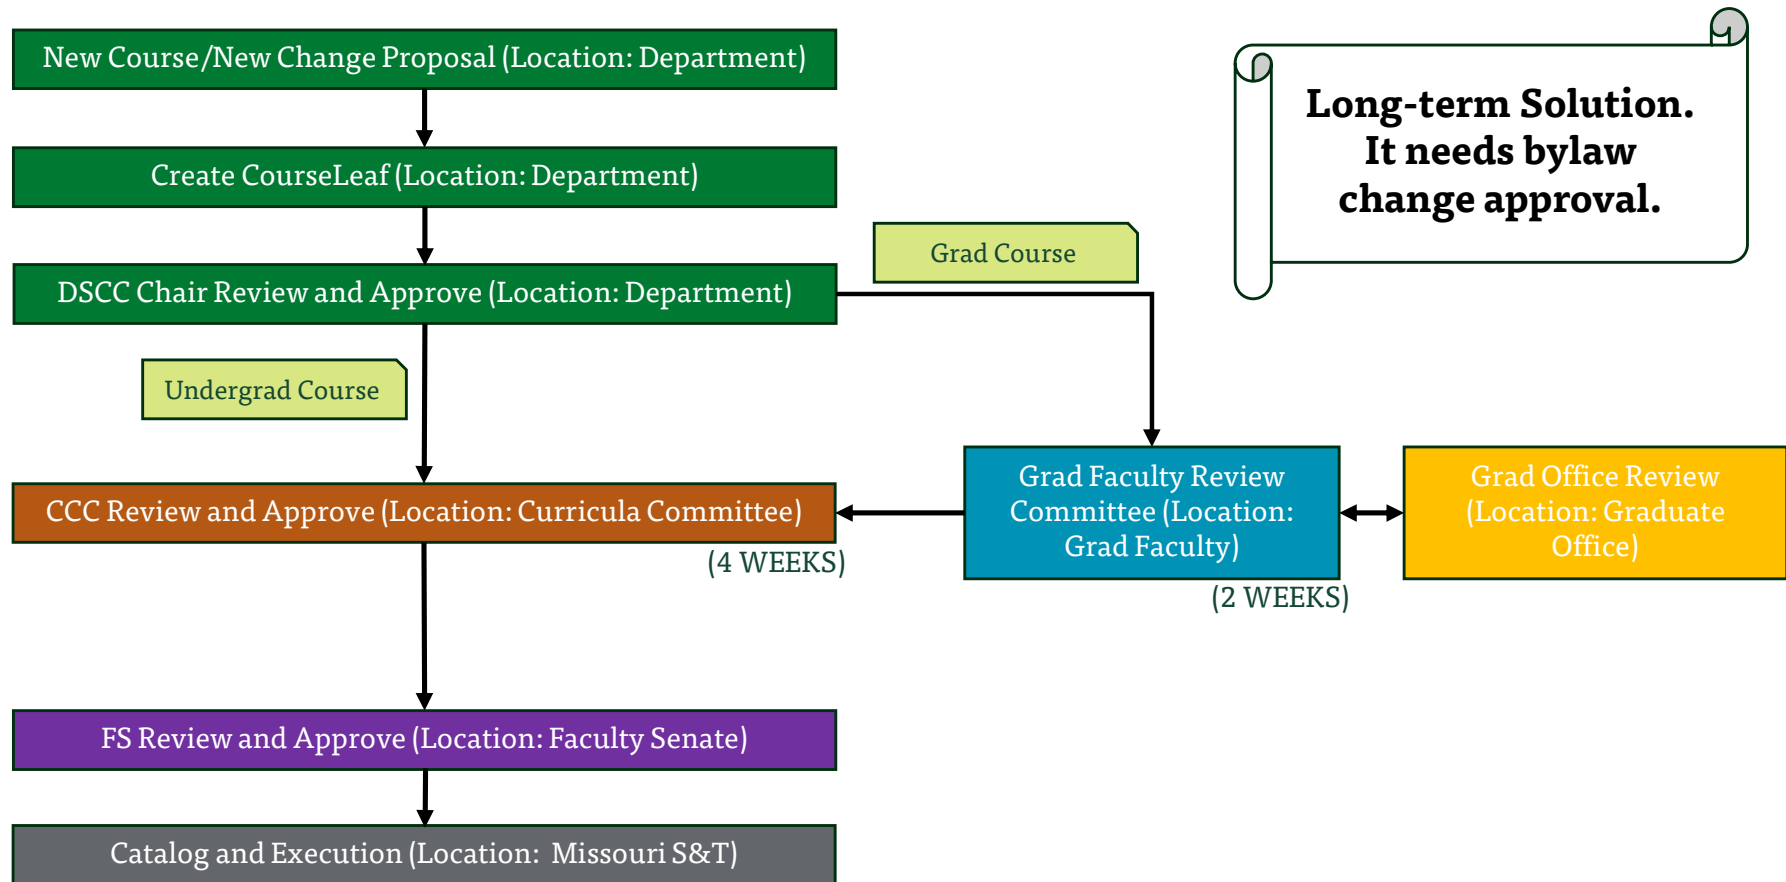 New Course/New Change Proposal (Location: Department)
Long-term Solution.
It needs bylaw
change approval.
Create CourseLeaf (Location: Department)
Grad Course
DSCC Chair Review and Approve (Location: Department)
Undergrad Course
CCC Review and Approve (Location: Curricula Committee)
(4 WEEKS)
Grad Faculty Review
Committee (Location:
Grad Faculty)
(2 WEEKS)
Grad Office Review
(Location: Graduate
Office)
FS Review and Approve (Location: Faculty Senate)
Catalog and Execution (Location: Missouri S&T)